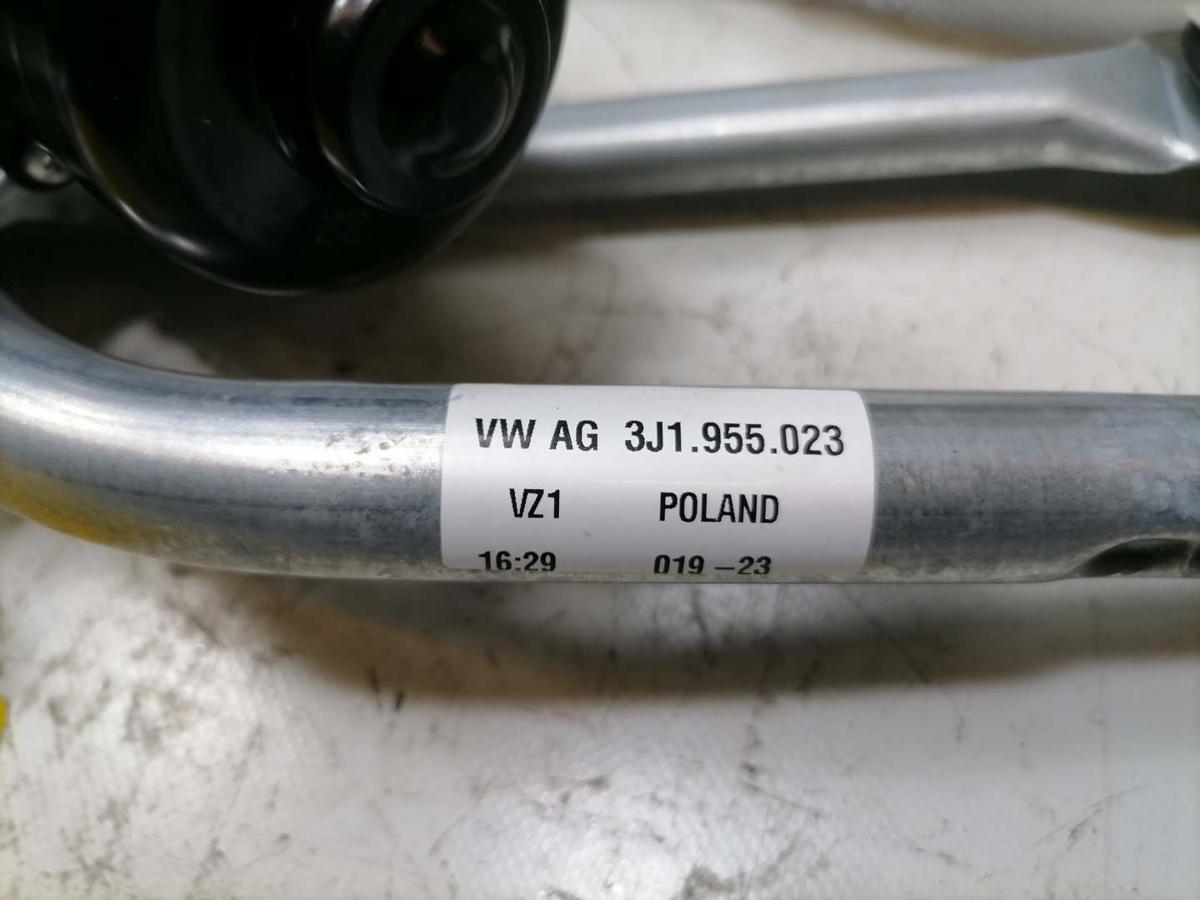 VW AG 3J1.955.023
VZ1 POLAND
16:29 019-23